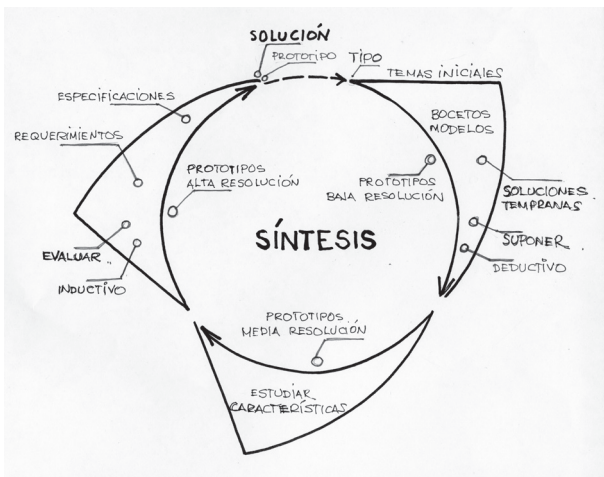 SOLUCIÓN
PROTOTIPO
TIPO
TEMAS INICIALES
ESPECIFICACIONES
BOCETOS
MODELOS
REQUERIMIENTOS
PROTOTIPOS
ALTA RESOLUCIÓN
PROTOTIPOS
BAJA RESOLUCIÓN
SOLUCIONES
TEMPRANAS
SÍNTESIS
SUPONER
EVALUAR
DEDUCTIVO
INDUCTIVO
PROTOTIPOS
MEDIA RESOLUCIÓN
ESTUDIAR
CARACTERÍSTICAS